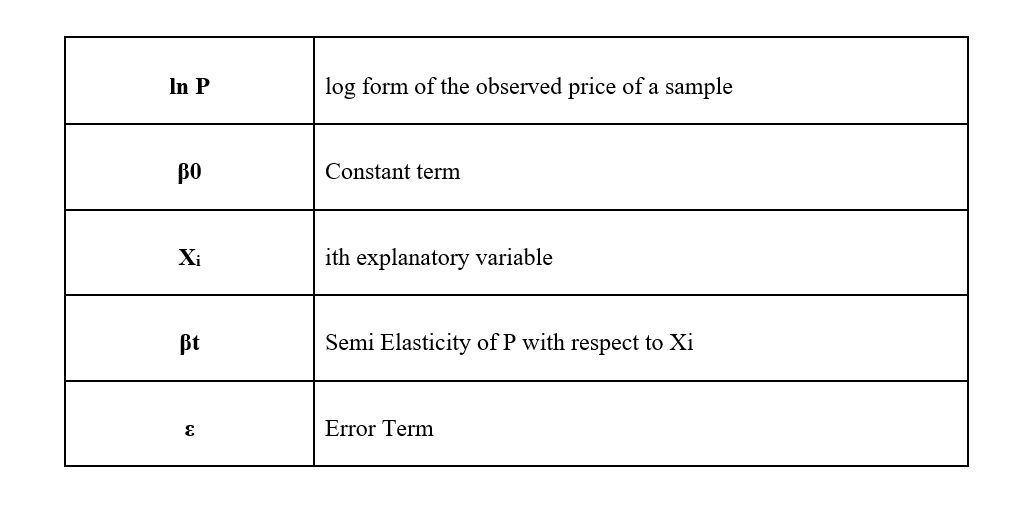 ln P log form of the observed price of a sample
β0 Constant term
Xi ith explanatory variable
βt Semi Elasticity of P with respect to Xi
ε Error Term